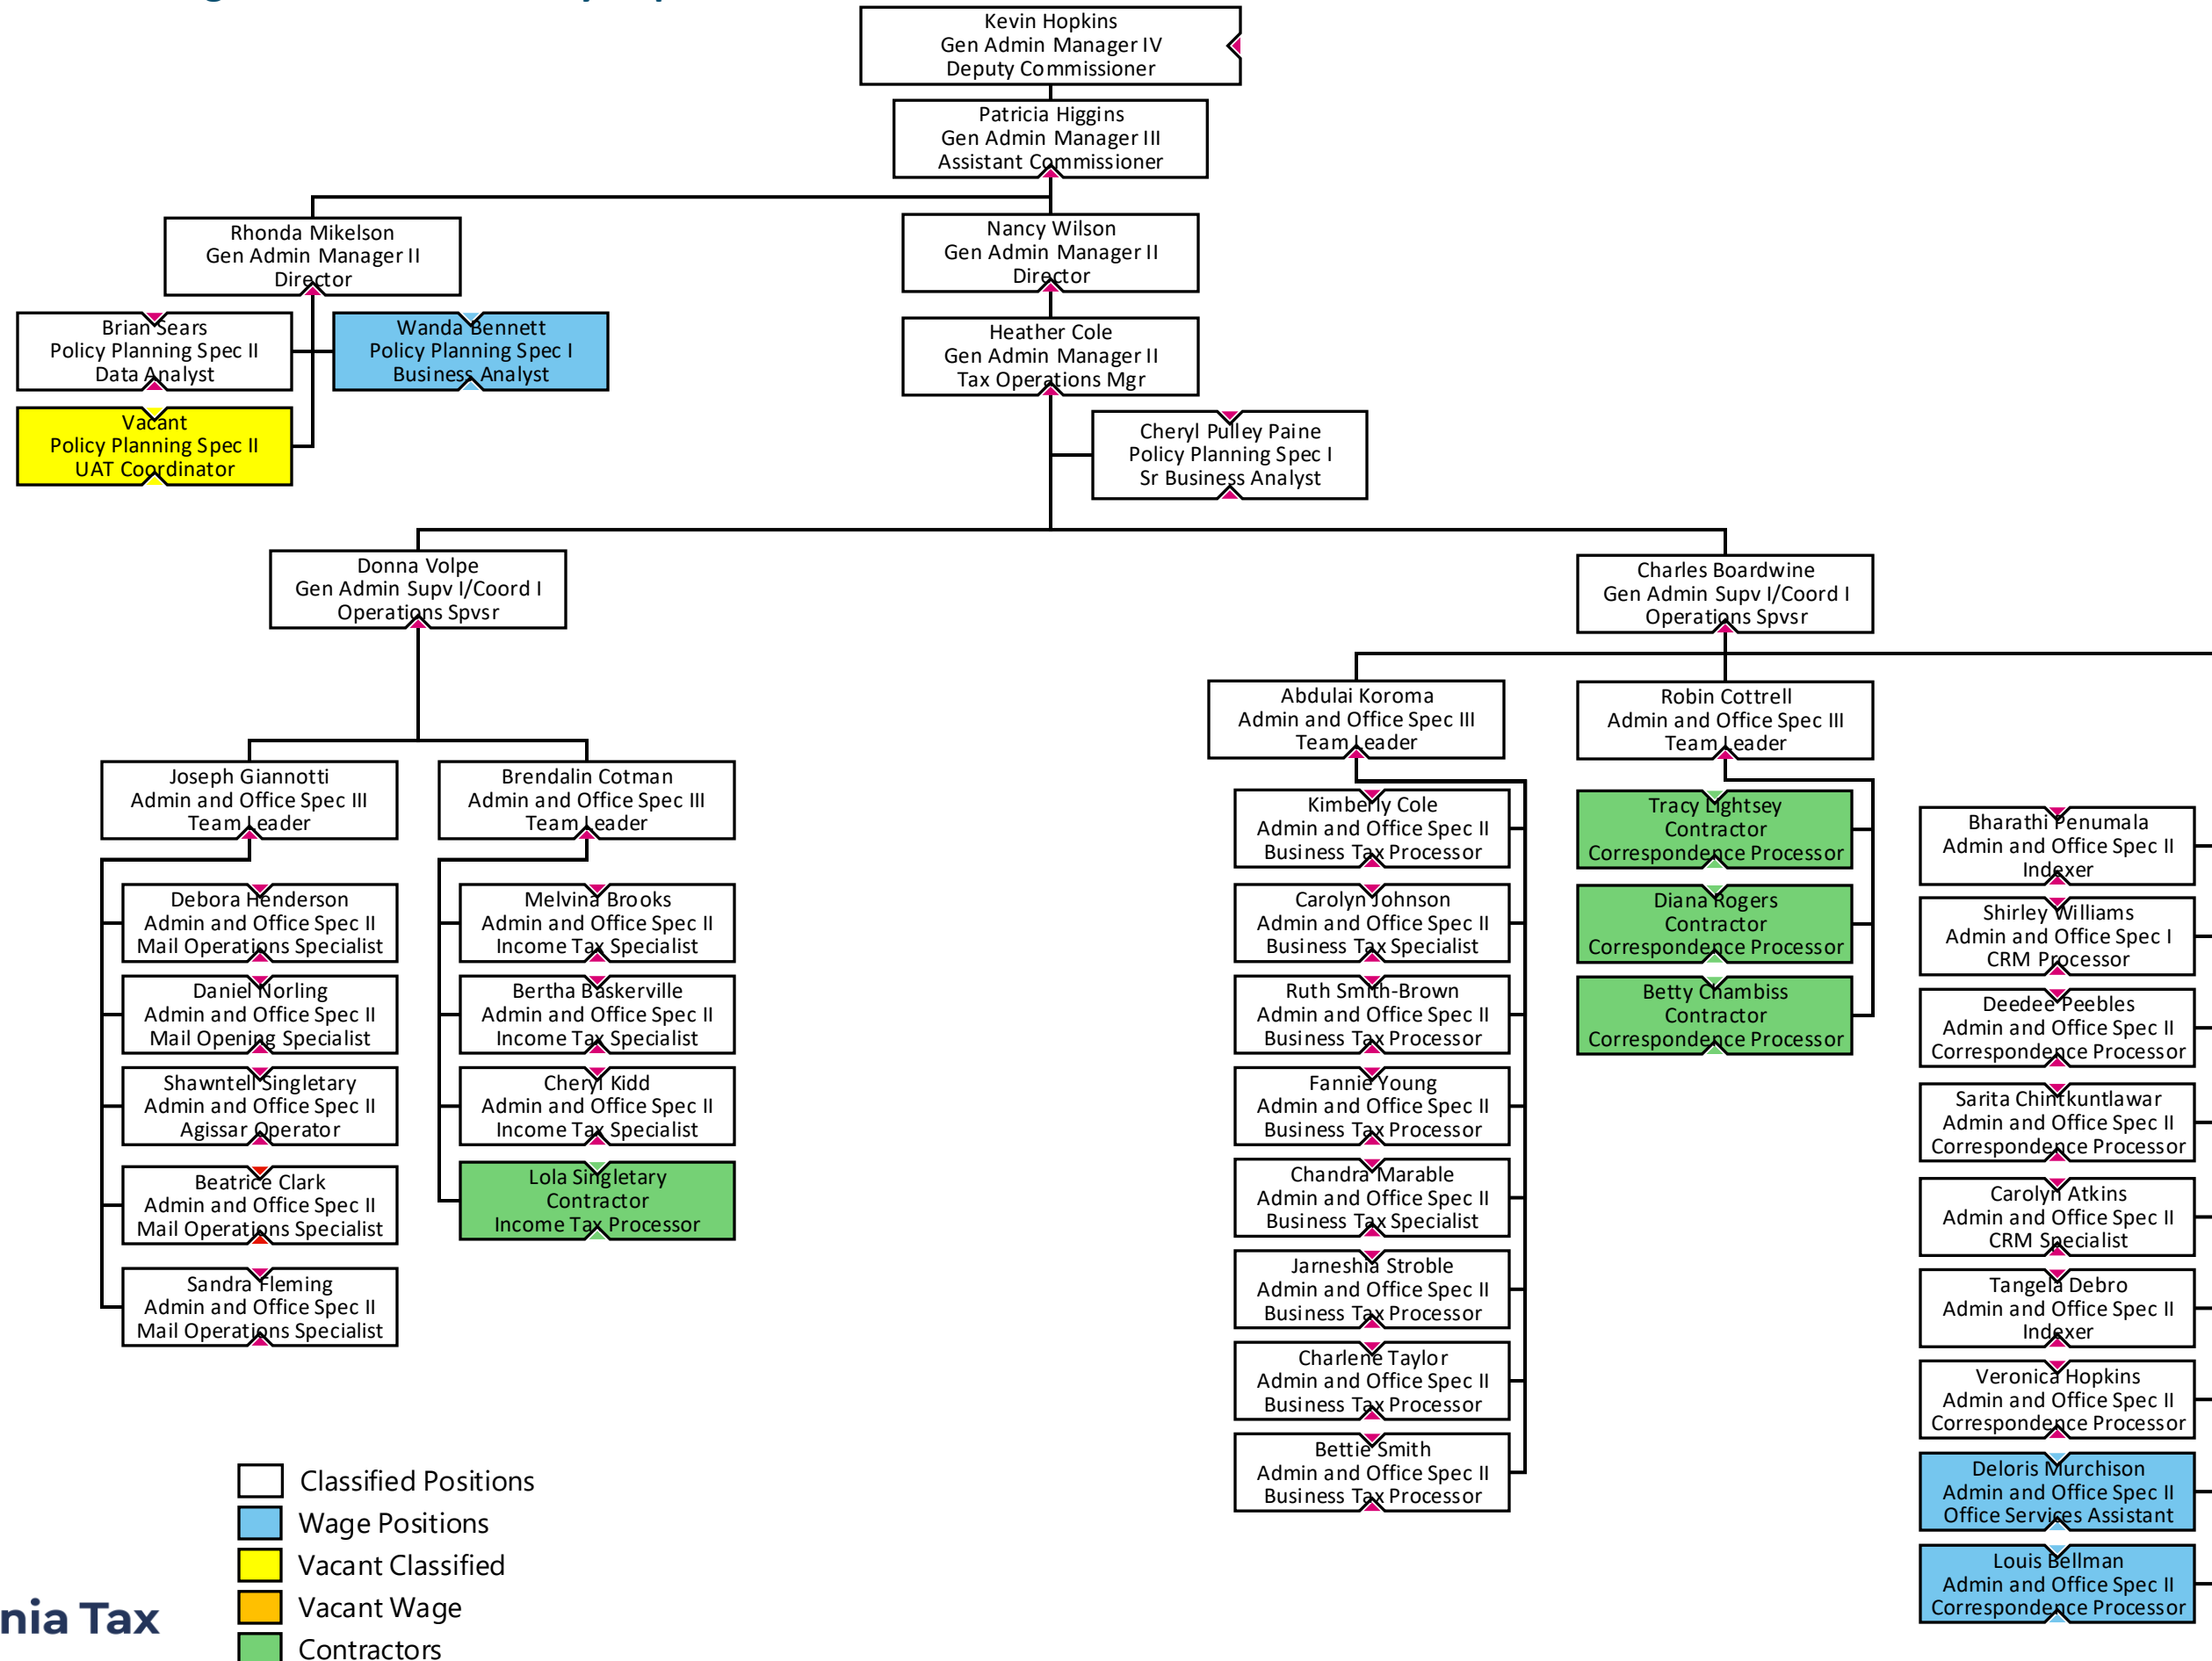 Kevin Hopkins
Gen Admin Manager IV
Deputy Commissioner
Patricia Higgins
Gen Admin Manager III
Assistant Commissioner
Rhonda Mikelson
Gen Admin Manager II
Director
Nancy Wilson
Gen Admin Manager II
Director
Brian Sears
Policy Planning Spec II
Data Analyst
Wanda Bennett
Policy Planning Spec I
Business Analyst
Heather Cole
Gen Admin Manager II
Tax Operations Mgr
Vacant
Policy Planning Spec II
UAT Coordinator
Cheryl Pulley Paine
Policy Planning Spec I
Sr Business Analyst
Donna Volpe
Gen Admin Supv I/Coord I
Operations Spvsr
Charles Boardwine
Gen Admin Supv I/Coord I
Operations Spvsr
Joseph Giannotti
Admin and Office Spec III
Team Leader
Debora Henderson
Admin and Office Spec II
Mail Operations Specialist
Daniel Norling
Admin and Office Spec II
Mail Opening Specialist
Shawntell Singletary
Admin and Office Spec II
Agissar Operator
Beatrice Clark
Admin and Office Spec II
Mail Operations Specialist
Sandra Fleming
Admin and Office Spec II
Mail Operations Specialist
Brendalin Cotman
Admin and Office Spec III
Team Leader
Melvina Brooks
Admin and Office Spec II
Income Tax Specialist
Bertha Baskerville
Admin and Office Spec II
Income Tax Specialist
Cheryl Kidd
Admin and Office Spec II
Income Tax Specialist
Lola Singletary
Contractor
Income Tax Processor
Abdulai Koroma
Admin and Office Spec III
Team Leader
Kimberly Cole
Admin and Office Spec II
Business Tax Processor
Carolyn Johnson
Admin and Office Spec II
Business Tax Specialist
Ruth Smith-Brown
Admin and Office Spec II
Business Tax Processor
Fannie Young
Admin and Office Spec II
Business Tax Processor
Chandra Marable
Admin and Office Spec II
Business Tax Specialist
Jarneshia Stroble
Admin and Office Spec II
Business Tax Processor
Charlene Taylor
Admin and Office Spec II
Business Tax Processor
Bettie Smith
Admin and Office Spec II
Business Tax Processor
Robin Cottrell
Admin and Office Spec III
Team Leader
Tracy Lightsey
Contractor
Correspondence Processor
Diana Rogers
Contractor
Correspondence Processor
Betty Chambiss
Contractor
Correspondence Processor
Bharathi Penumala
Admin and Office Spec II
Indexer
Shirley Williams
Admin and Office Spec I
CRM Processor
Deedee Peebles
Admin and Office Spec II
Correspondence Processor
Sarita Chintkuntlawar
Admin and Office Spec II
Correspondence Processor
Carolyn Atkins
Admin and Office Spec II
CRM Specialist
Tangela Debro
Admin and Office Spec II
Indexer
Veronica Hopkins
Admin and Office Spec II
Correspondence Processor
Deloris Murchison
Admin and Office Spec II
Office Services Assistant
Louis Bellman
Admin and Office Spec II
Correspondence Processor
Classified Positions
Wage Positions
Vacant Classified
Vacant Wage
Contractors
nia Tax